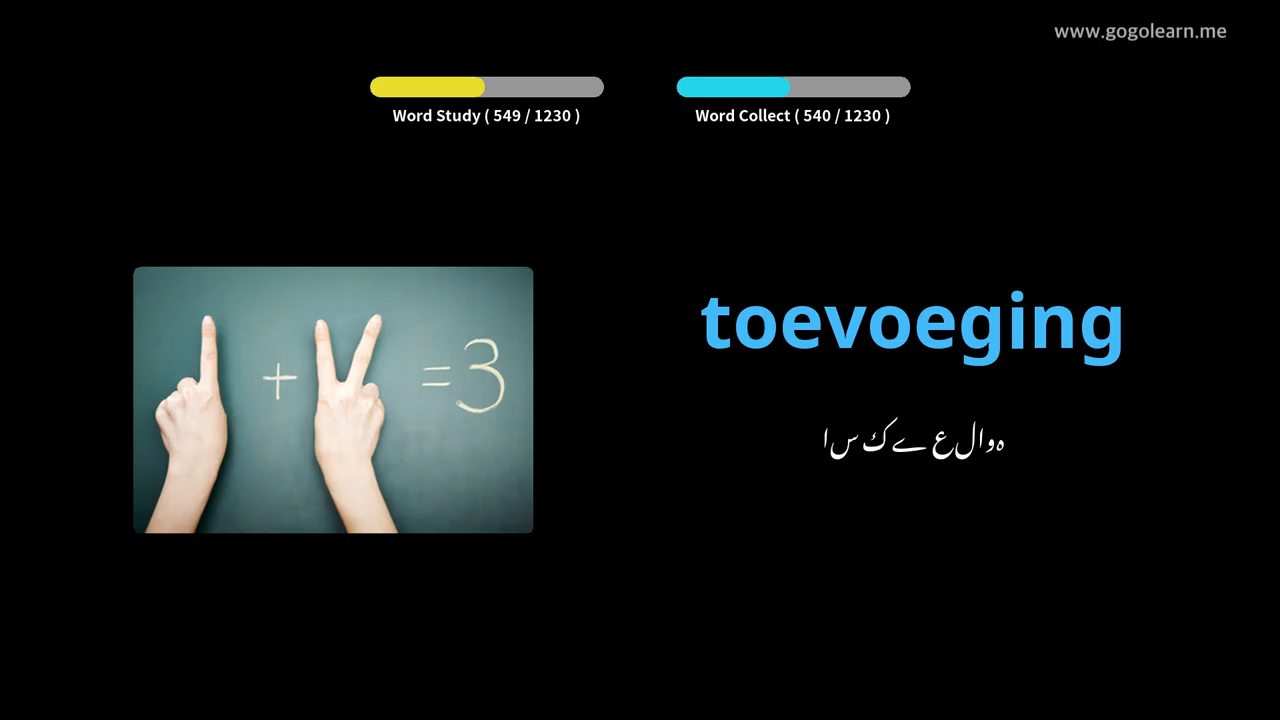 www.gogolearn.me
Word Study ( 549 / 1230 )
Word Collect ( 540 / 1230 )
+ = 3
toevoeging
اس کے علاوہ